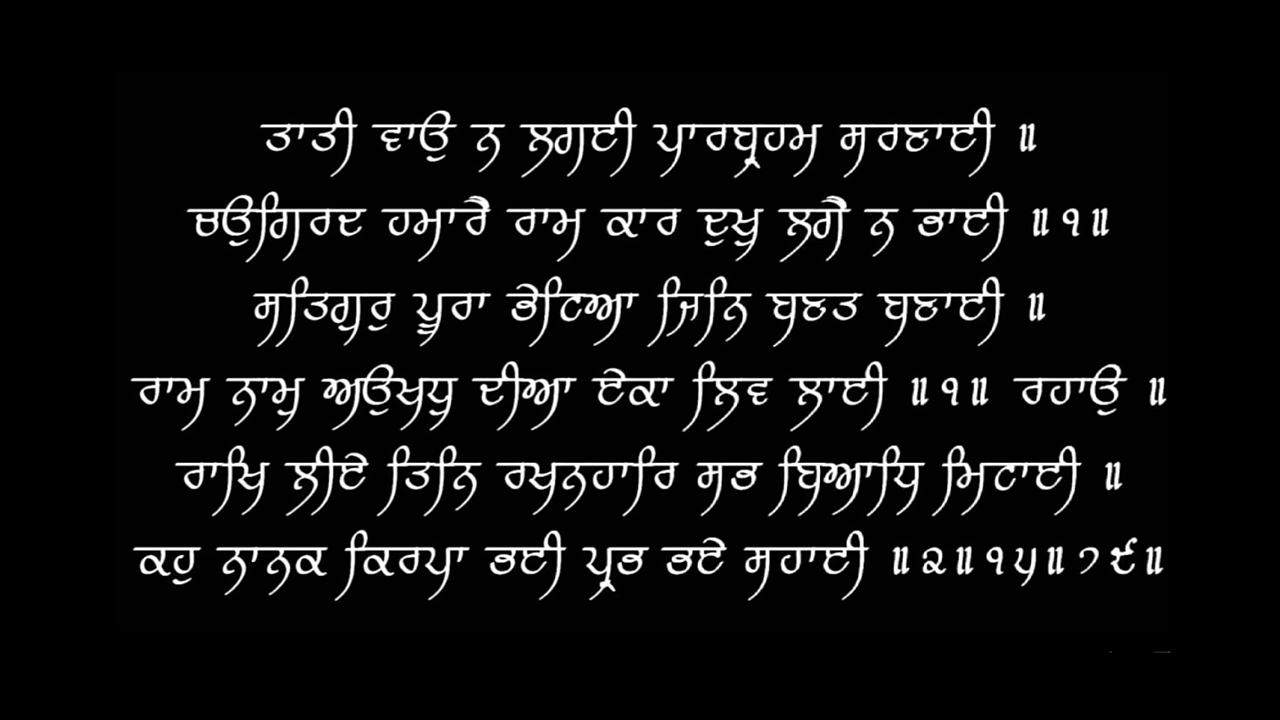 ਤਾਤੀ ਵਾਉ ਨ ਲਗਈ ਪਾਰਬ੍ਰਹਮ ਸਰਣਾਈ ॥
ਚਉਗਿਰਦ ਹਮਾਰੈ ਰਾਮ ਕਾਰ ਦੁਖੁ ਲਗੈ ਨ ਭਾਈ ॥੧॥
ਸਤਿਗੁਰੁ ਪੂਰਾ ਭੇਟਿਆ ਜਿਨਿ ਬਣਤ ਬਣਾਈ ॥
ਰਾਮ ਨਾਮੁ ਅਉਖਧੁ ਦੀਆ ਏਕਾ ਲਿਵ ਲਾਈ ॥੧॥ ਰਹਾਉ ॥
ਰਾਖਿ ਲੀਏ ਤਿਨਿ ਰਖਨਹਾਰਿ ਸਭ ਬਿਆਧਿ ਮਿਟਾਈ ॥
ਕਹੁ ਨਾਨਕ ਕਿਰਪਾ ਭਈ ਪ੍ਰਭ ਭਏ ਸਹਾਈ ॥੨॥੧੫॥੭੯॥